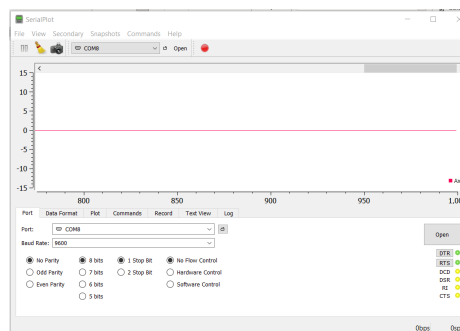 SerialPlot
File View Secondary Snapshots Commands Help
COM8 Open
15
10
5
0
-5
-10
-15
800 850 900 950 1.00
Port Data Format Plot Commands Record Text View Log
Port: COM8
Baud Rate: 9600
Open
No Parity 8 bits 1 Stop Bit No Flow Control
Odd Parity 7 bits 2 Stop Bit Hardware Control
Even Parity 6 bits Software Control
5 bits
DTR
RTS
DCD
DSR
RI
CTS
0bps 0sp